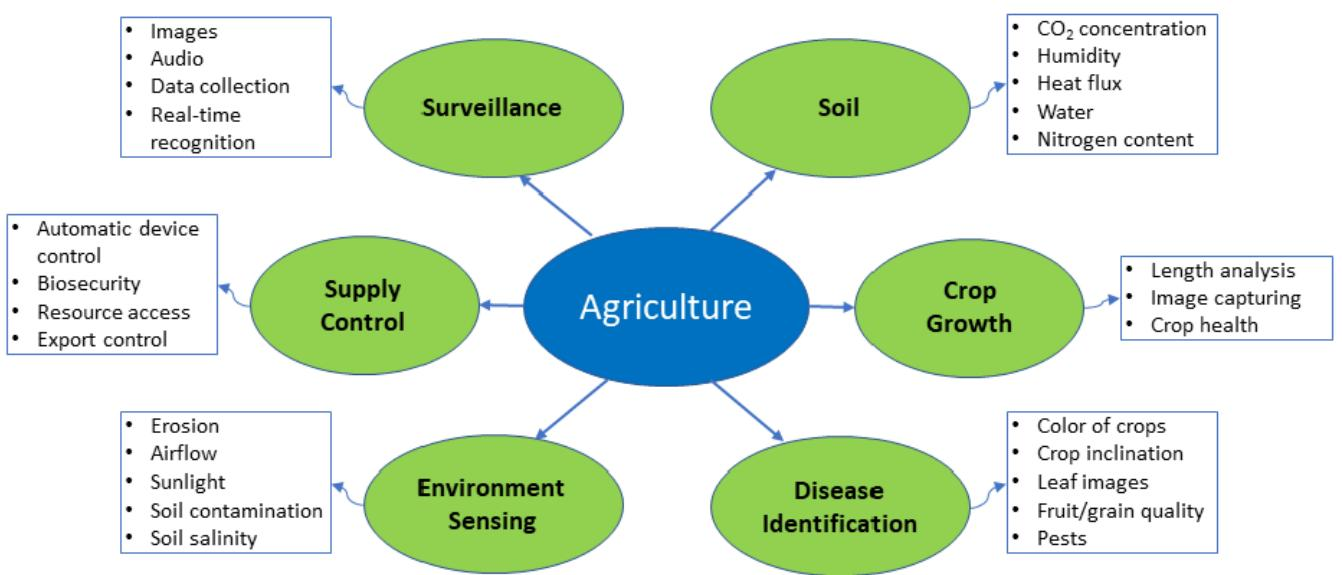 • Images
• Audio
• Data collection
• Real-time
recognition
Surveillance
Soil
• CO₂ concentration
• Humidity
• Heat flux
• Water
• Nitrogen content
• Automatic device
control
• Biosecurity
• Resource access
• Export control
Supply
Control
Agriculture
Crop
Growth
• Length analysis
• Image capturing
• Crop health
• Erosion
• Airflow
• Sunlight
• Soil contamination
• Soil salinity
Environment
Sensing
Disease
Identification
• Color of crops
• Crop inclination
• Leaf images
• Fruit/grain quality
• Pests